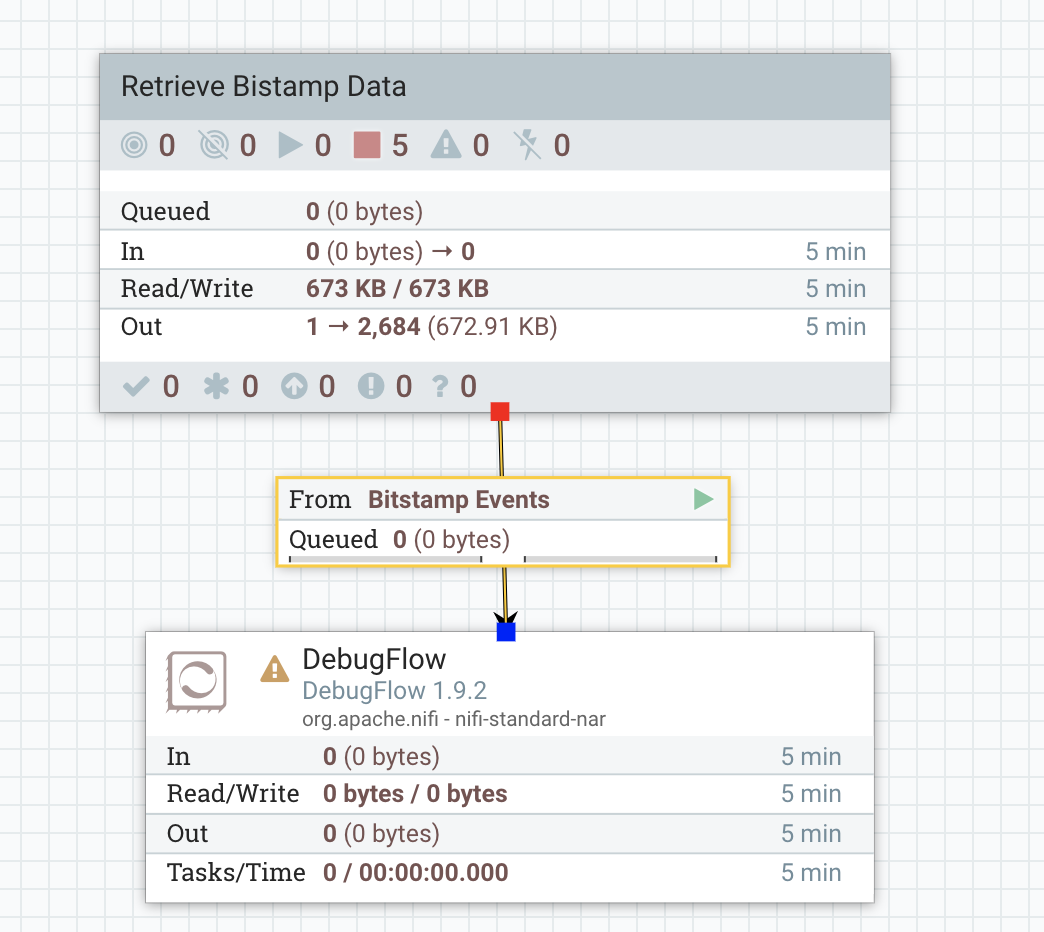 Retrieve Bistamp Data
0 0 0 5 0 0
Queued 0 (0 bytes)
In 0 (0 bytes) → 0 5 min
Read/Write 673 KB / 673 KB 5 min
Out 1 → 2,684 (672.91 KB) 5 min
0 0 0 0 ? 0
From Bitstamp Events
Queued 0 (0 bytes)
DebugFlow
DebugFlow 1.9.2
org.apache.nifi - nifi-standard-nar
In 0 (0 bytes) 5 min
Read/Write 0 bytes / 0 bytes 5 min
Out 0 (0 bytes) 5 min
Tasks/Time 0 / 00:00:00.000 5 min